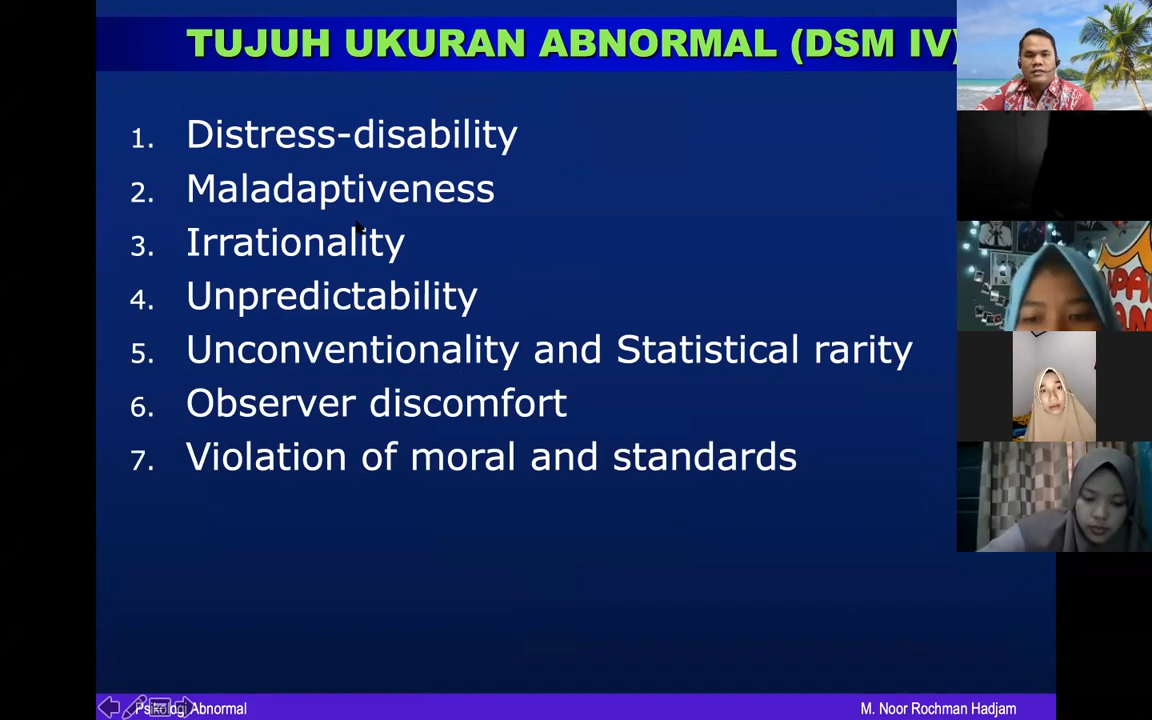 TUJUH UKURAN ABNORMAL (DSM IV)
1. Distress-disability
2. Maladaptiveness
3. Irrationality
4. Unpredictability
5. Unconventionality and Statistical rarity
6. Observer discomfort
7. Violation of moral and standards
Psikologi Abnormal
M. Noor Rochman Hadjam